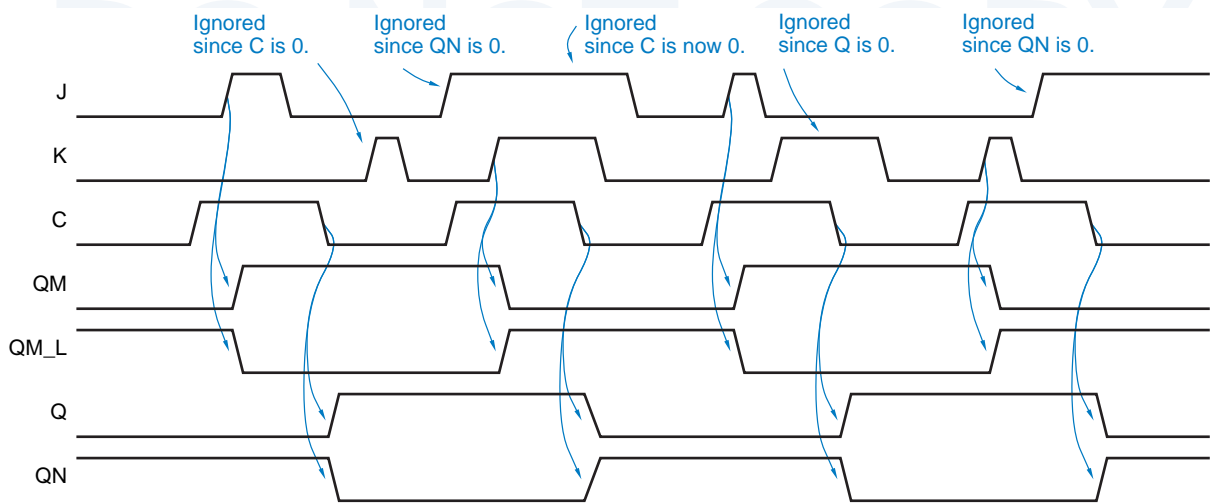 Ignored
since C is 0.
Ignored
since QN is 0.
Ignored
since C is now 0.
Ignored
since Q is 0.
Ignored
since QN is 0.
J
K
C
QM
QM_L
Q
QN